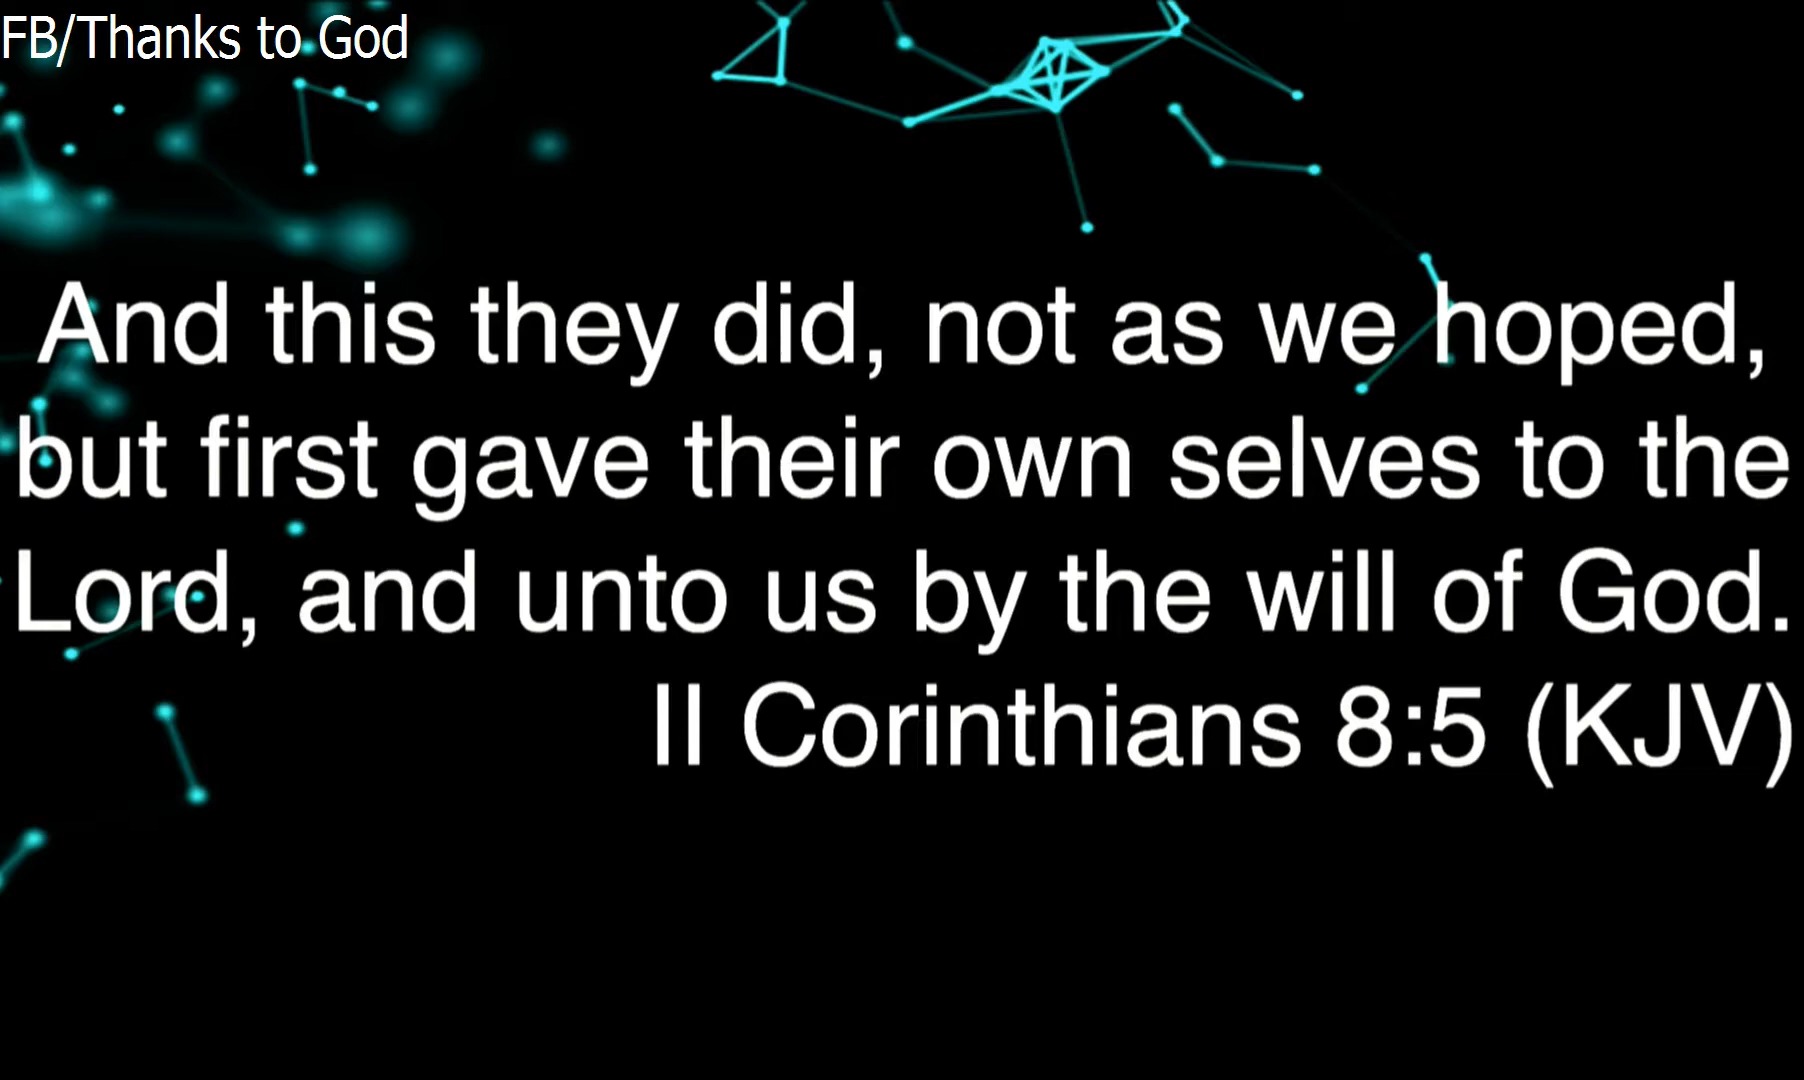 FB/Thanks to God
And this they did, not as we hoped,
but first gave their own selves to the
Lord, and unto us by the will of God.
II Corinthians 8:5 (KJV)